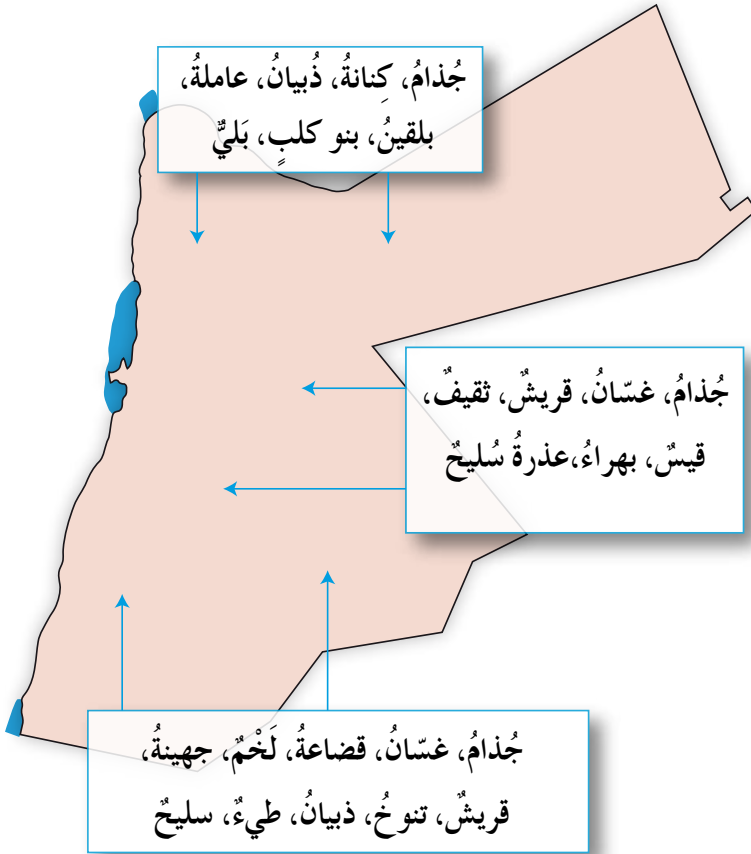 جُذامُ، كِنانةُ، ذُبيانُ، عاملةُ،
بلقينُ، بنو كلبٍ، بَليٌّ
جُذامُ، غسّانُ، قريشٌ، ثقيفٌ،
قيسٌ، بهراءُ،عذرةُ سُليحٌ
جُذامُ، غسّانُ، قضاعةُ، لَخْمٌ، جهينةُ،
قريشٌ، تنوخُ، ذبيانُ، طيءٌ، سليحٌ